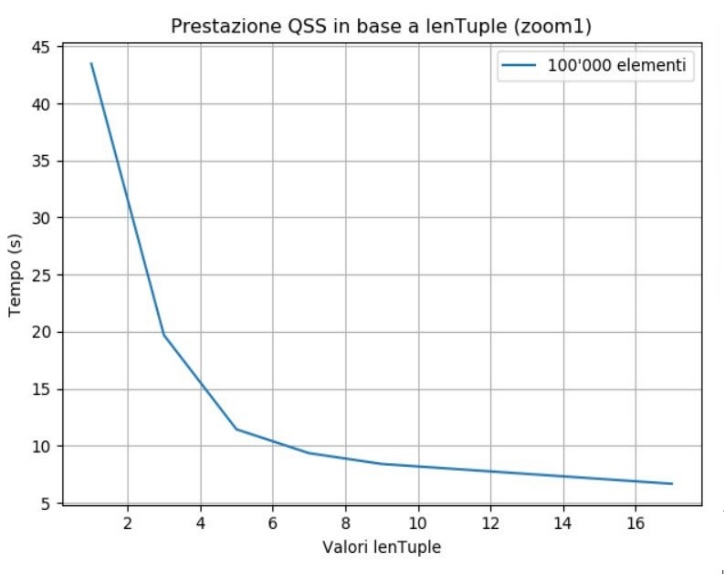 Prestazione QSS in base a lenTuple (zoom1)
100'000 elementi
45
40
35
30
25
20
15
10
5
Tempo (s)
2 4 6 8 10 12 14 16
Valori lenTuple